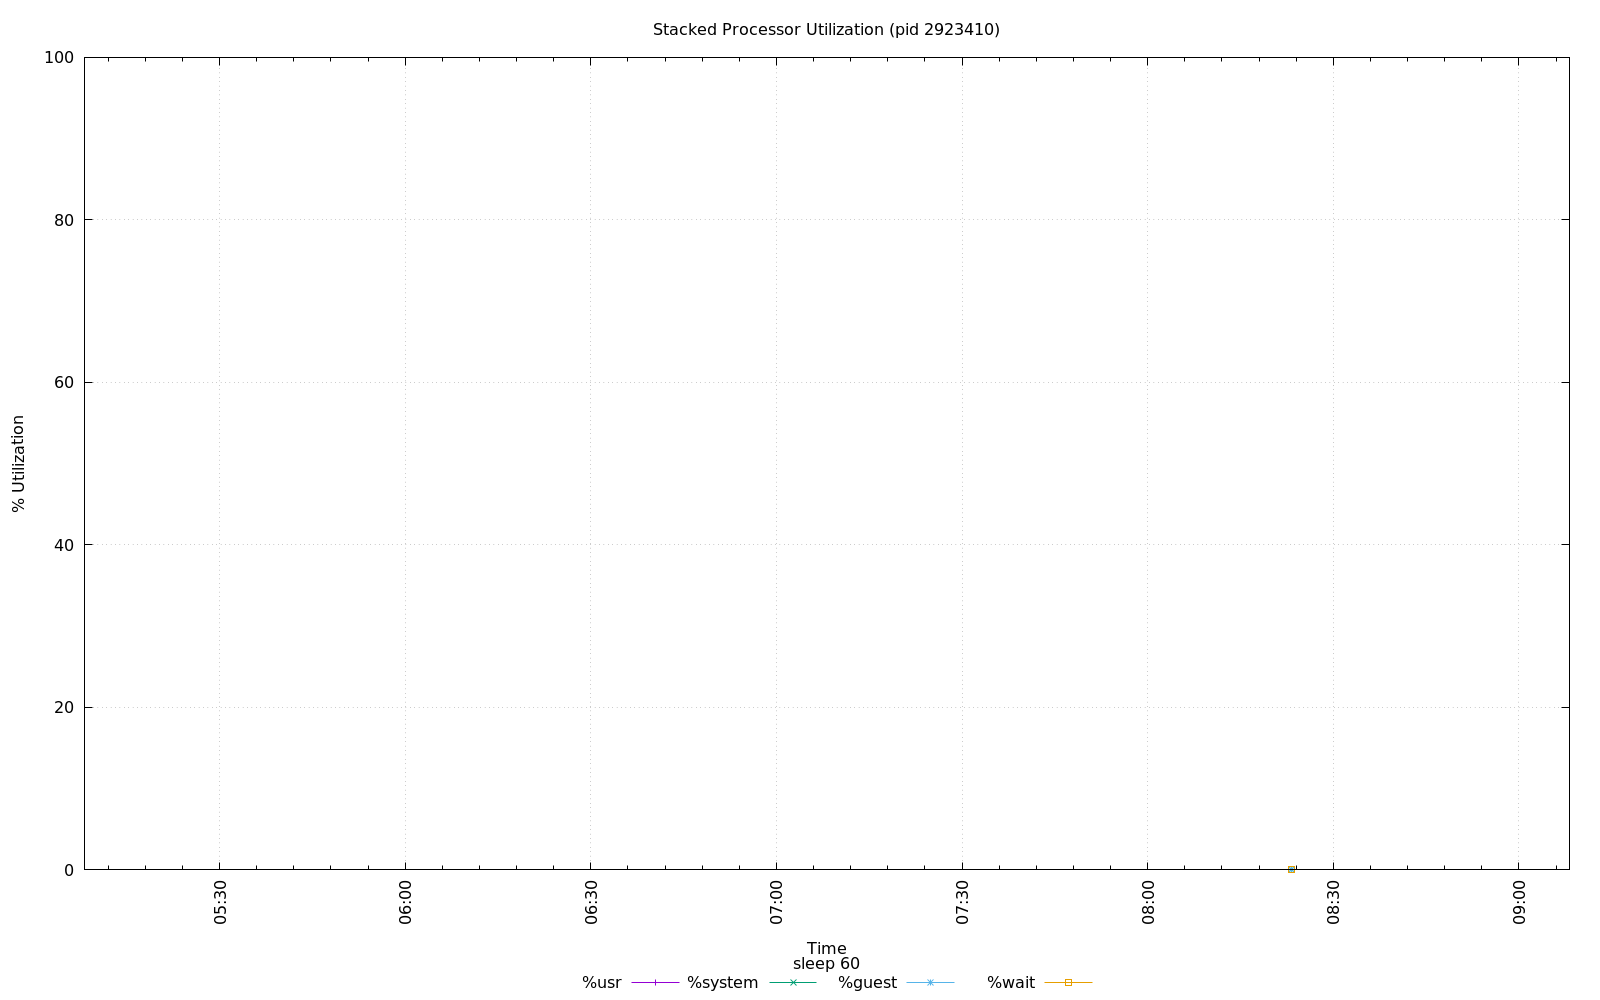 Stacked Processor Utilization (pid 2923410)
100
80
60
40
20
0
% Utilization
05:30 06:00 06:30 07:00 07:30 08:00 08:30 09:00
Time
sleep 60
%usr %system %guest %wait